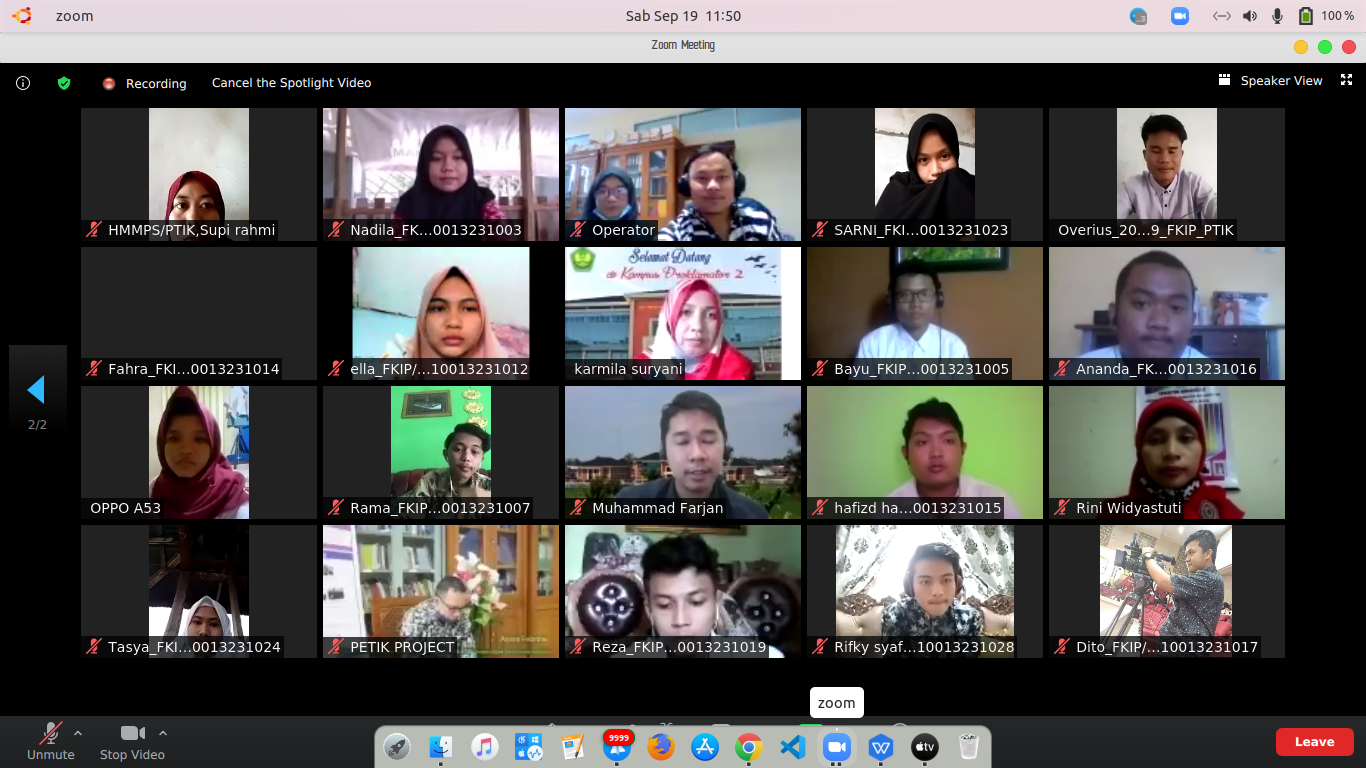 zoom
Sab Sep 19 11:50
100 %
Zoom Meeting
Recording
Cancel the Spotlight Video
Speaker View
HMMPS/PTIK,Supi rahmi
Nadila_FK...0013231003
Operator
SARNI_FKI...0013231023
Overius_20...9_FKIP_PTIK
Selamat Datang
di Kampus Proklamator 2
Fahra_FKI...0013231014
ella_FKIP/...10013231012
karmila suryani
Bayu_FKIP...0013231005
Ananda_FK...0013231016
2/2
OPPO A53
Rama_FKIP...0013231007
Muhammad Farjan
hafizd ha...0013231015
Rini Widyastuti
Tasya_FKI...0013231024
PETIK PROJECT
Reza_FKIP...0013231019
Rifky syaf...10013231028
Dito_FKIP/...10013231017
zoom
Unmute
Stop Video
9999
tv
Leave